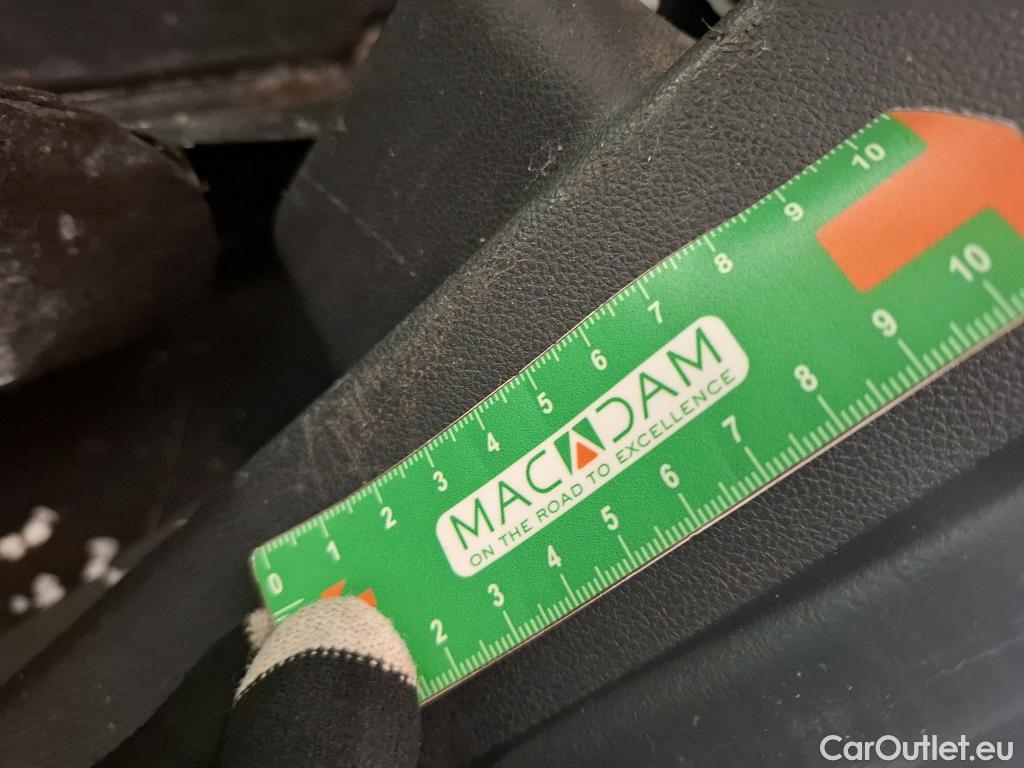 0 1 2 3 4 5 6 7 8 9 10
MACADAM
ON THE ROAD TO EXCELLENCE
2 3 4 5 6 7 8 9 10
CarOutlet.eu